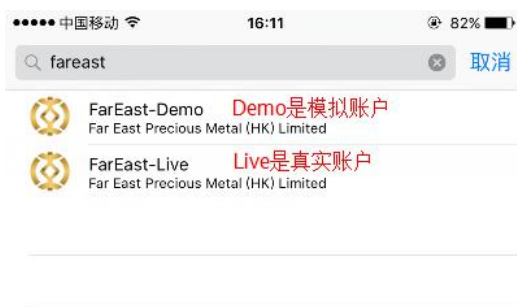 中国移动 16:11 82%
fareast 取消
FarEast-Demo Demo是模拟账户
Far East Precious Metal (HK) Limited
FarEast-Live Live是真实账户
Far East Precious Metal (HK) Limited